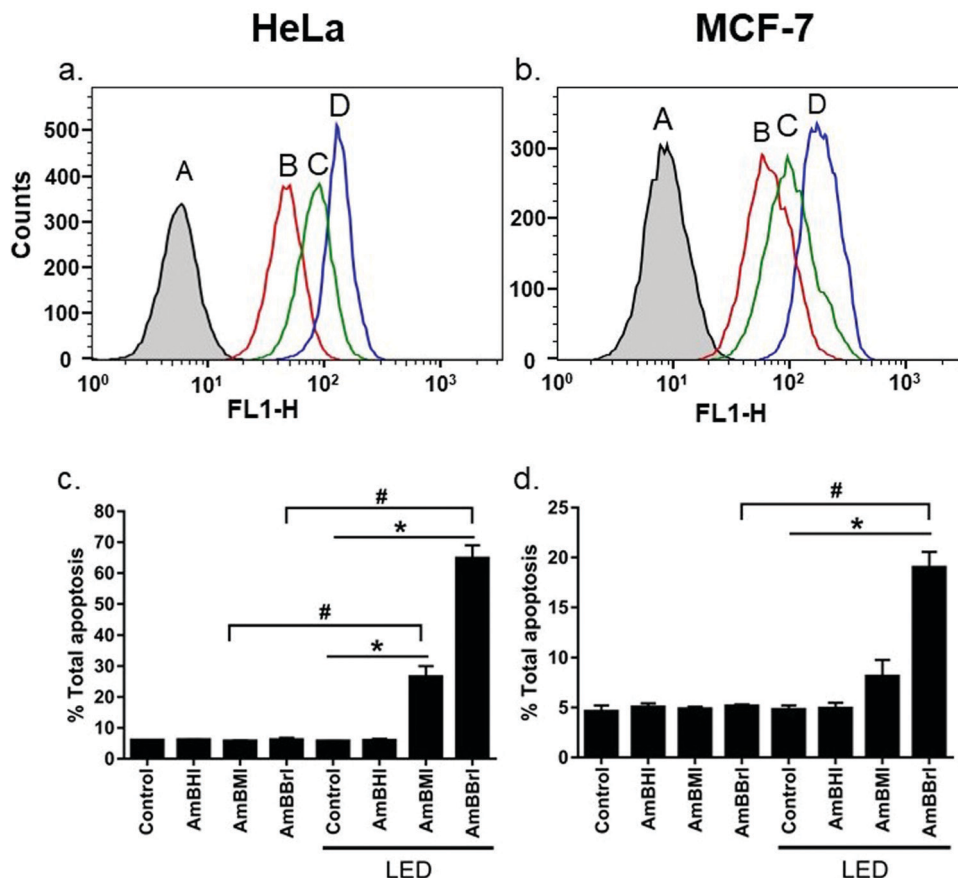 HeLa
MCF-7
a.
b.
A
B
C
D
A
B
C
D
Counts
500
400
300
200
100
0
300
200
100
0
10⁰
10¹
10²
10³
10⁰
10¹
10²
10³
FL1-H
FL1-H
c.
d.
% Total apoptosis
80
70
60
50
40
30
20
10
0
#
*
#
*
Control
AmBHI
AmBMI
AmBBrI
Control
AmBHI
AmBMI
AmBBrI
LED
% Total apoptosis
25
20
15
10
5
0
#
*
Control
AmBHI
AmBMI
AmBBrI
Control
AmBHI
AmBMI
AmBBrI
LED